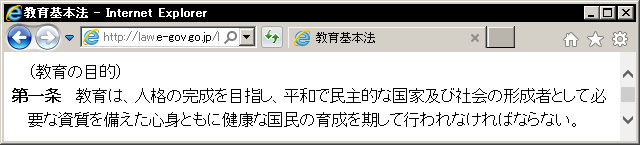 教育基本法 - Internet Explorer
http://law.e-gov.go.jp/l
教育基本法
(教育の目的)
第一条　教育は、人格の完成を目指し、平和で民主的な国家及び社会の形成者として必
要な資質を備えた心身ともに健康な国民の育成を期して行われなければならない。